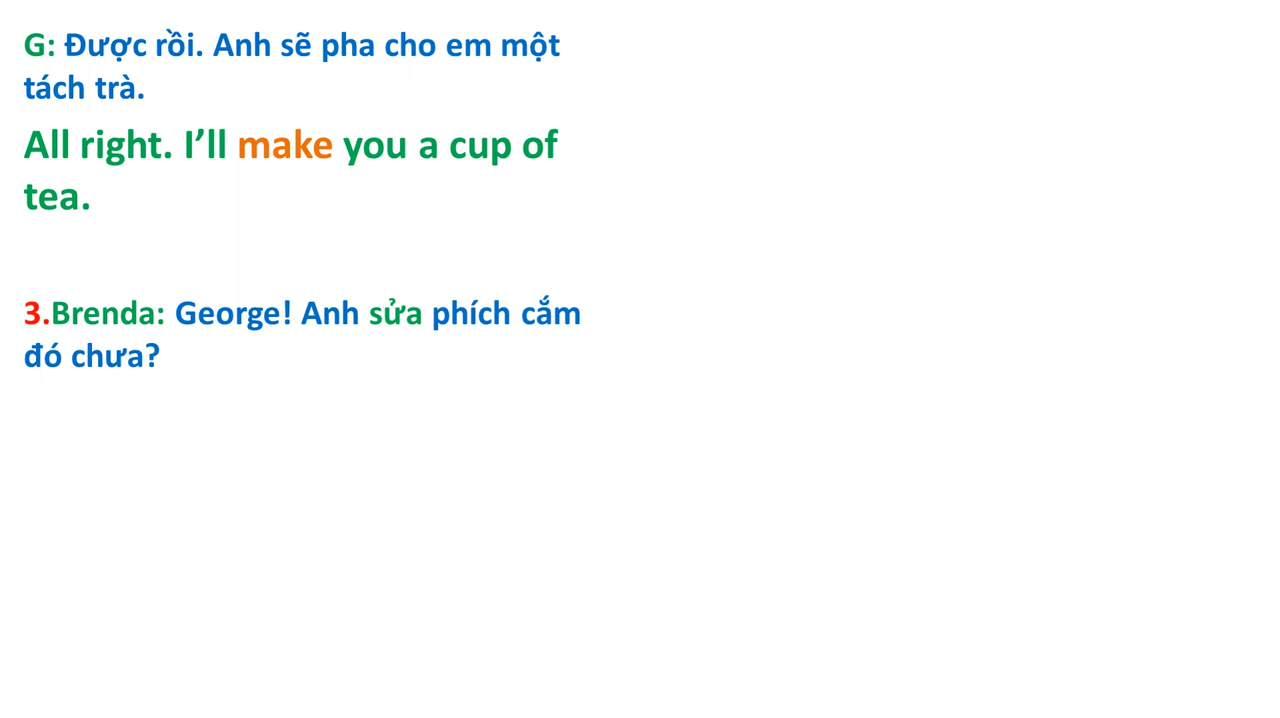 G: Được rồi. Anh sẽ pha cho em một
tách trà.
All right. I’ll make you a cup of
tea.
3.Brenda: George! Anh sửa phích cắm
đó chưa?